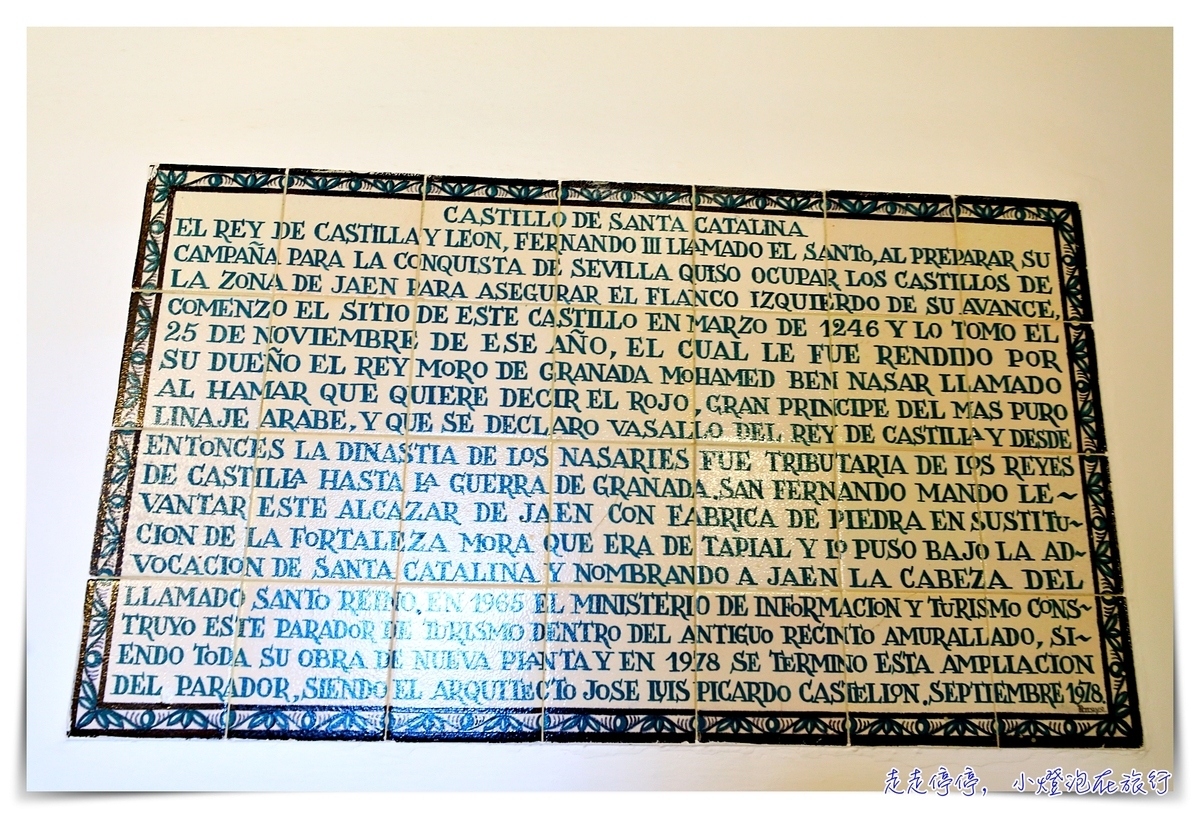 CASTILLO DE SANTA CATALINA
EL REY DE CASTILLA Y LEON, FERNANDO III LLAMADO EL SANTO, AL PREPARAR SU
CAMPAÑA PARA LA CONQUISTA DE SEVILLA QUISO OCUPAR LOS CASTILLOS DE
LA ZONA DE JAEN PARA ASEGURAR EL FLANCO IZQUIERDO DE SU AVANCE,
COMENZO EL SITIO DE ESTE CASTILLO EN MARZO DE 1246 Y LO TOMO EL
25 DE NOVIEMBRE DE ESE AÑO, EL CUAL LE FUE RENDIDO POR
SU DUEÑO EL REY MORO DE GRANADA MOHAMED BEN NASAR LLAMADO
AL HAMAR QUE QUIERE DECIR EL ROJO, GRAN PRINCIPE DEL MAS PURO
LINAJE ARABE, Y QUE SE DECLARO VASALLO DEL REY DE CASTILLA Y DESDE
ENTONCES LA DINASTIA DE LOS NASARIES FUE TRIBUTARIA DE LOS REYES
DE CASTILLA HASTA LA GUERRA DE GRANADA. SAN FERNANDO MANDO LE~
VANTAR ESTE ALCAZAR DE JAEN CON FABRICA DE PIEDRA EN SUSTITU~
CION DE LA FORTALEZA MORA QUE ERA DE TAPIAL Y LO PUSO BAJO LA AD~
VOCACION DE SANTA CATALINA Y NOMBRANDO A JAEN LA CABEZA DEL
LLAMADO SANTO REINO. EN 1965 EL MINISTERIO DE INFORMACION Y TURISMO CONS~
TRUYO ESTE PARADOR DE TURISMO DENTRO DEL ANTIGUO RECINTO AMURALLADO, SI~
ENDO TODA SU OBRA DE NUEVA PLANTA Y EN 1978 SE TERMINO ESTA AMPLIACION
DEL PARADOR, SIENDO EL ARQUITECTO JOSE LUIS PICARDO CASTELLON. SEPTIEMBRE 1978
走走停停，小燈泡在旅行